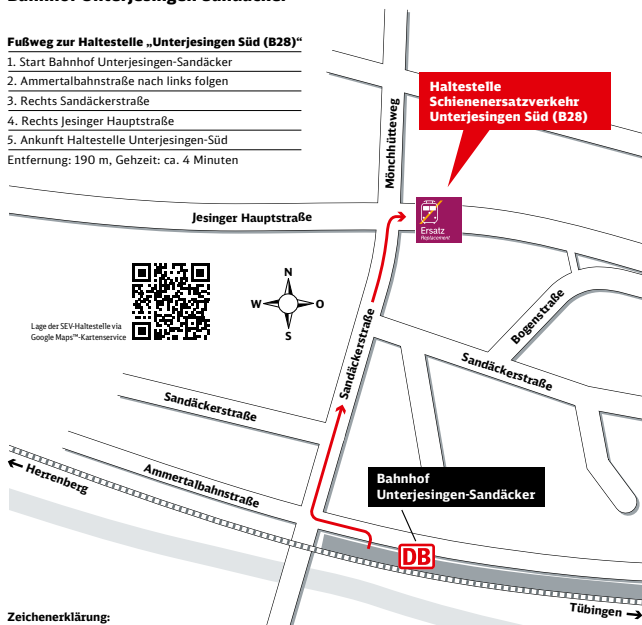 Bahnhof Unterjesingen-Sandäcker
Fußweg zur Haltestelle „Unterjesingen Süd (B28)“
1. Start Bahnhof Unterjesingen-Sandäcker
2. Ammertalbahnstraße nach links folgen
3. Rechts Sandäckerstraße
4. Rechts Jesinger Hauptstraße
5. Ankunft Haltestelle Unterjesingen-Süd
Entfernung: 190 m, Gehzeit: ca. 4 Minuten
Haltestelle
Schienenersatzverkehr
Unterjesingen Süd (B28)
Mönchhütteweg
Jesinger Hauptstraße
Ersatz
Replacement
N
W
O
S
Lage der SEV-Haltestelle via
Google Maps™-Kartenservice
Bogenstraße
Sandäckerstraße
Sandäckerstraße
Sandäckerstraße
← Herrenberg
Ammertalbahnstraße
Bahnhof
Unterjesingen-Sandäcker
DB
Tübingen →
Zeichenerklärung: